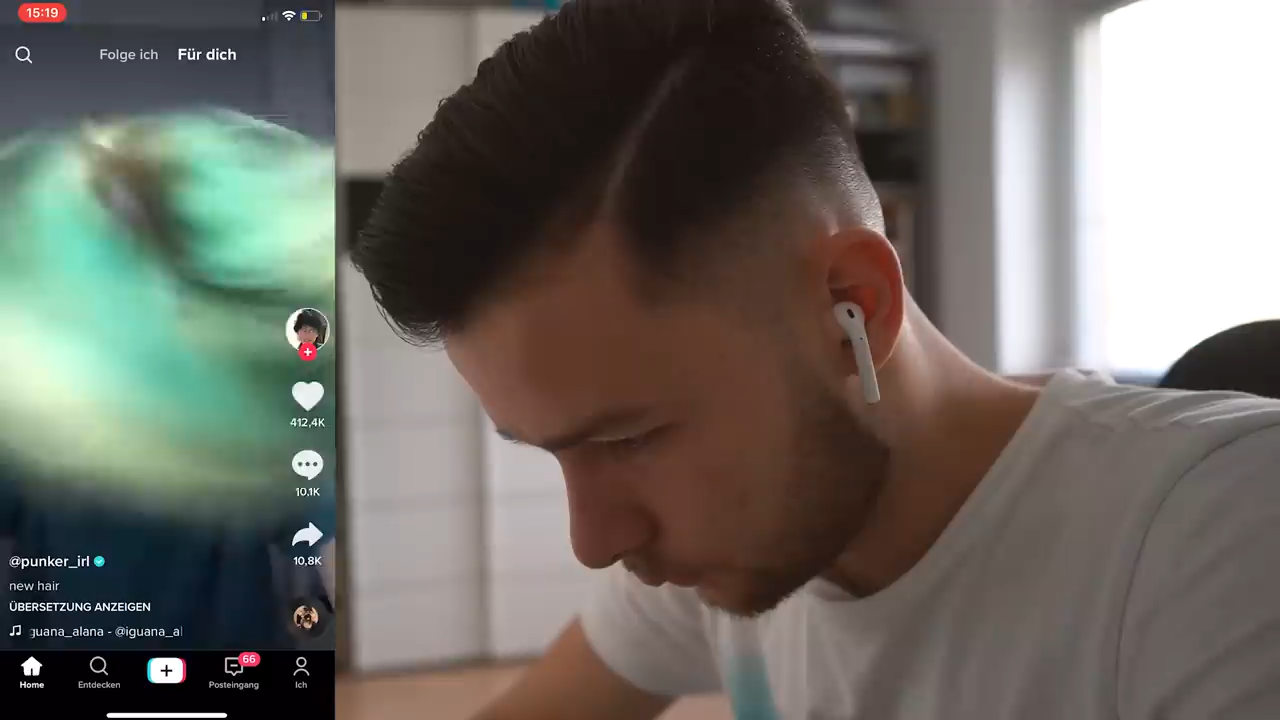 15:19
Folge ich Für dich
412,4K
10.1K
10,8K
@punker_irl
new hair
ÜBERSETZUNG ANZEIGEN
guana_alana - @iguana_al
66
Home Entdecken Posteingang Ich